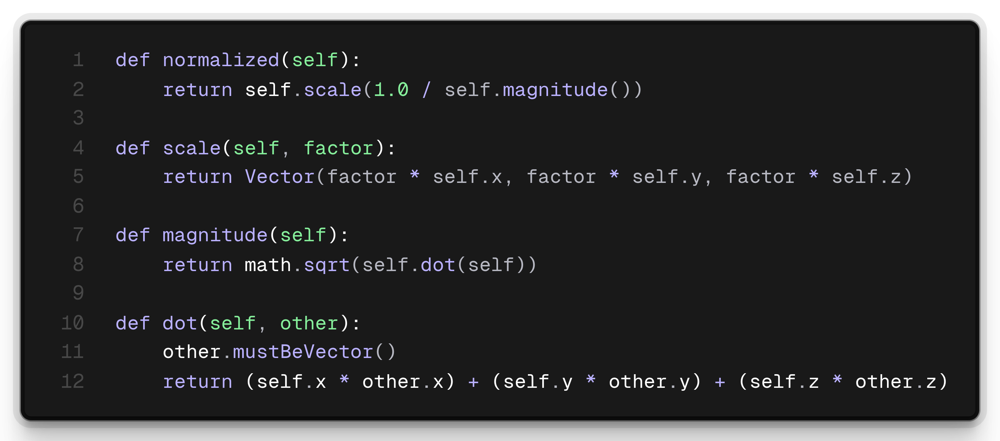 1 def normalized(self):
2     return self.scale(1.0 / self.magnitude())
3
4 def scale(self, factor):
5     return Vector(factor * self.x, factor * self.y, factor * self.z)
6
7 def magnitude(self):
8     return math.sqrt(self.dot(self))
9
10 def dot(self, other):
11     other.mustBeVector()
12     return (self.x * other.x) + (self.y * other.y) + (self.z * other.z)